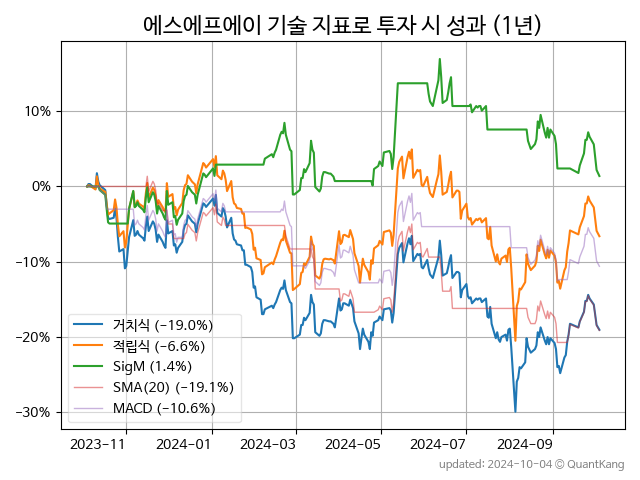 에스에프에이 기술 지표로 투자 시 성과 (1년)
10%
0%
−10%
−20%
−30%
거치식 (−19.0%)
적립식 (−6.6%)
SigM (1.4%)
SMA(20) (−19.1%)
MACD (−10.6%)
2023−11
2024−01
2024−03
2024−05
2024−07
2024−09
updated: 2024-10-04 © QuantKang